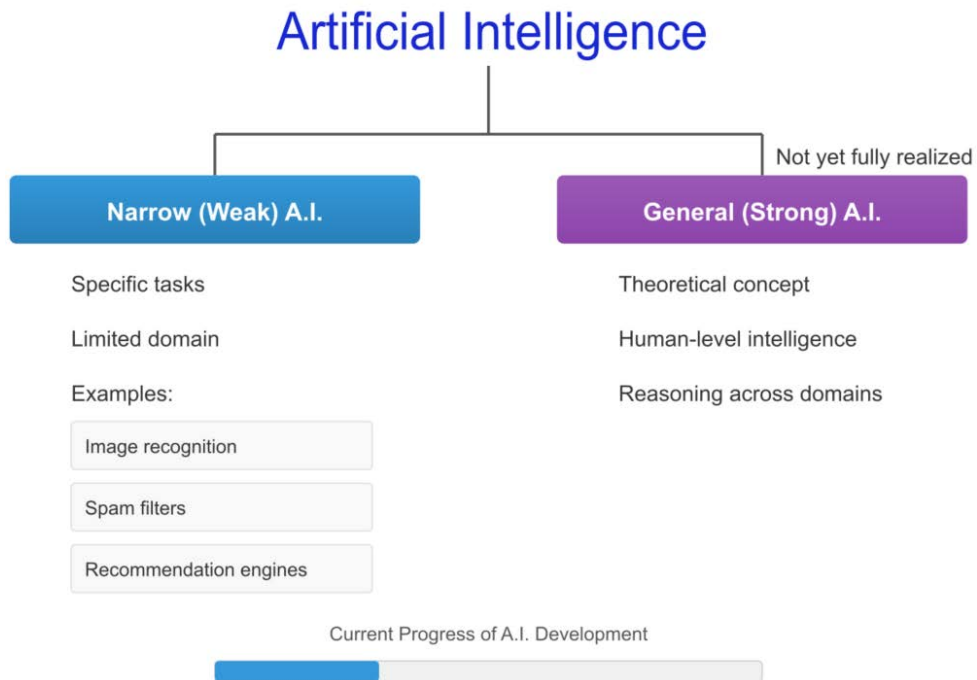 Artificial Intelligence
Not yet fully realized
Narrow (Weak) A.I.
General (Strong) A.I.
Specific tasks
Limited domain
Examples:
Image recognition
Spam filters
Recommendation engines
Theoretical concept
Human-level intelligence
Reasoning across domains
Current Progress of A.I. Development